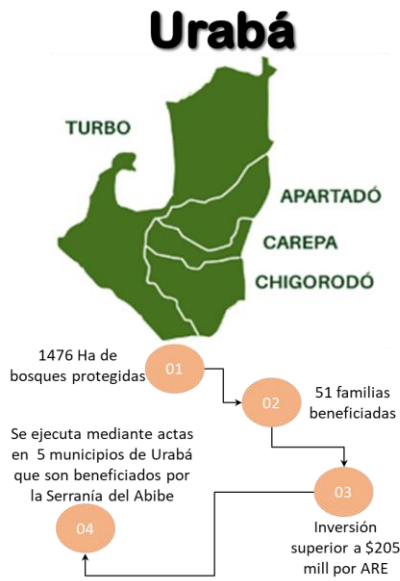 Urabá
TURBO
APARTADÓ
CAREPA
CHIGORODÓ
1476 Ha de
bosques protegidas
01
02
51 familias
beneficiadas
Se ejecuta mediante actas
en 5 municipios de Urabá
que son beneficiados por
la Serranía del Abibe
03
04
Inversión
superior a $205
mill por ARE